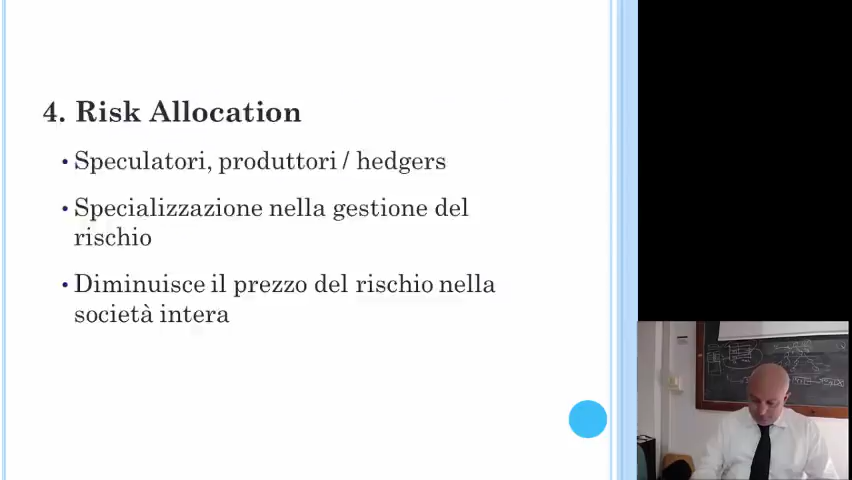 4. Risk Allocation
• Speculatori, produttori / hedgers
• Specializzazione nella gestione del
rischio
• Diminuisce il prezzo del rischio nella
società intera